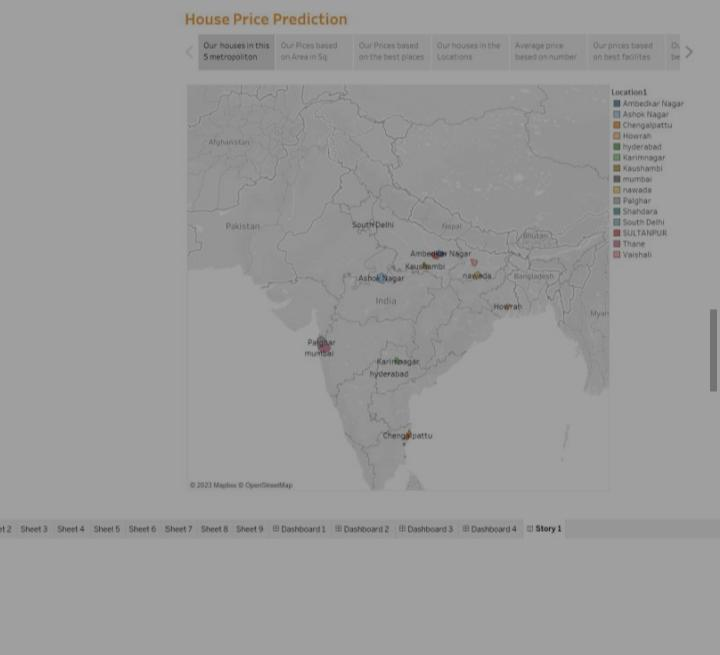 House Price Prediction
Our houses in this
5 metropoliton
Our Pices based
on Area in Sq
Our Prices based
on the best places
Our houses in the
Locations
Average price
based on number
Our prices based
on best facilites
Location1
Ambedkar Nagar
Ashok Nagar
Chengalpattu
Howrah
hyderabad
Karimnagar
Kaushambi
mumbai
nawada
Palghar
Shahdara
South Delhi
SULTANPUR
Thane
Vaishali
Afghanistan
Pakistan
South Delhi
Nepal
Bhutan
Ambedkar Nagar
Kaushambi
Ashok Nagar
nawada
Bangladesh
India
Howrah
Myan
Palghar
mumbai
Karimnagar
hyderabad
Chengalpattu
© 2023 Mapbox © OpenStreetMap
Sheet 3 Sheet 4 Sheet 5 Sheet 6 Sheet 7 Sheet 8 Sheet 9 Dashboard 1 Dashboard 2 Dashboard 3 Dashboard 4 Story 1